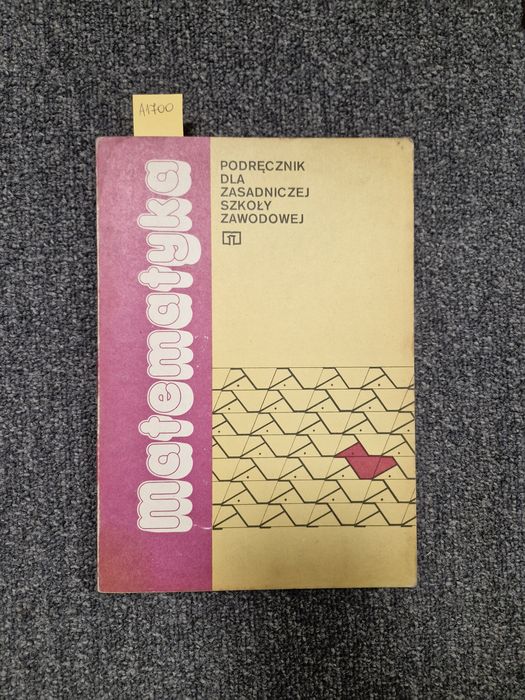 A1700
matematyka
PODRĘCZNIK
DLA
ZASADNICZEJ
SZKOŁY
ZAWODOWEJ